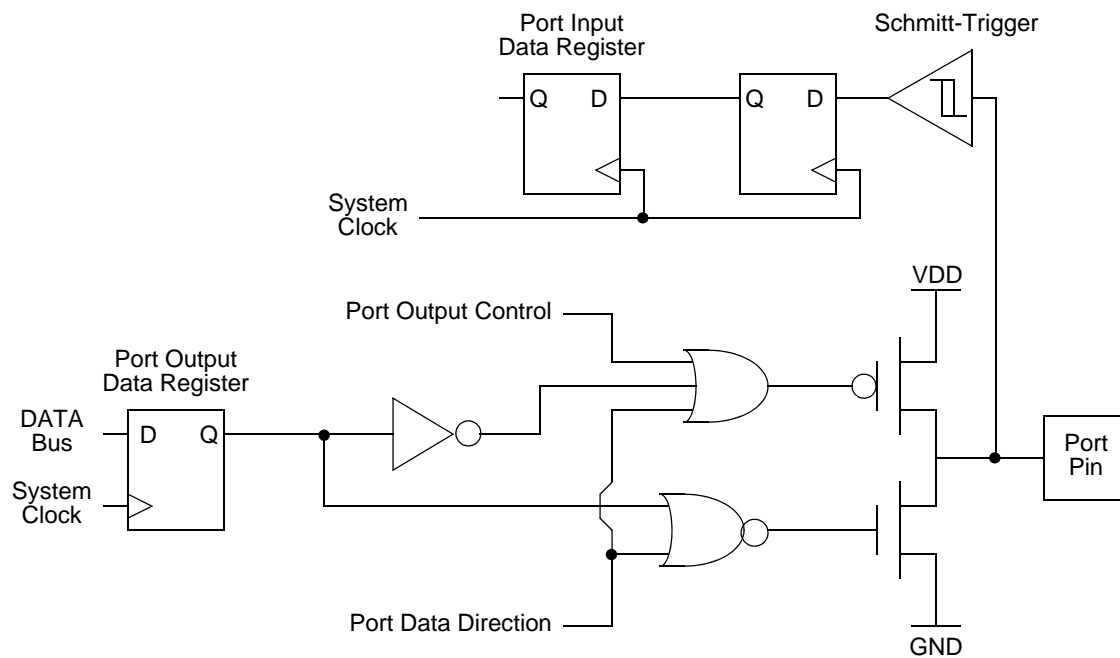 Port Input
Data Register
Schmitt-Trigger
Q D
Q D
System
Clock
VDD
Port Output Control
Port Output
Data Register
DATA
Bus
D Q
System
Clock
Port
Pin
Port Data Direction
GND